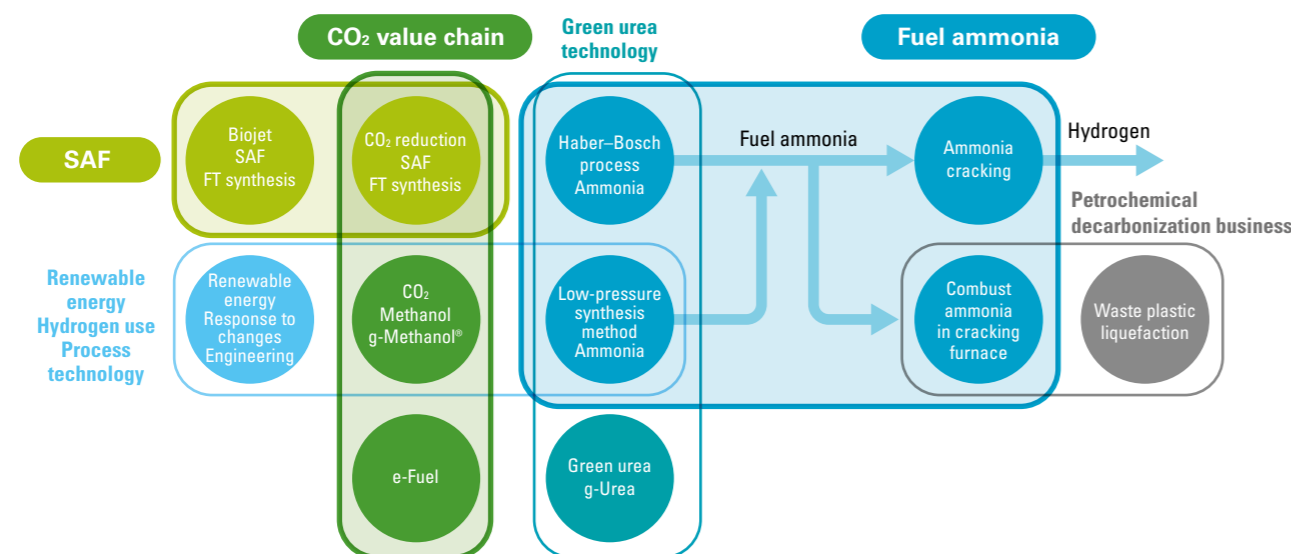 CO₂ value chain
Green urea
technology
Fuel ammonia
SAF
Biojet
SAF
FT synthesis
CO₂ reduction
SAF
FT synthesis
Haber–Bosch
process
Ammonia
Fuel ammonia
Ammonia
cracking
Hydrogen
Petrochemical
decarbonization business
Renewable
energy
Hydrogen use
Process
technology
Renewable
energy
Response to
changes
Engineering
CO₂
Methanol
g-Methanol®
Low-pressure
synthesis
method
Ammonia
Combust
ammonia
in cracking
furnace
Waste plastic
liquefaction
e-Fuel
Green urea
g-Urea